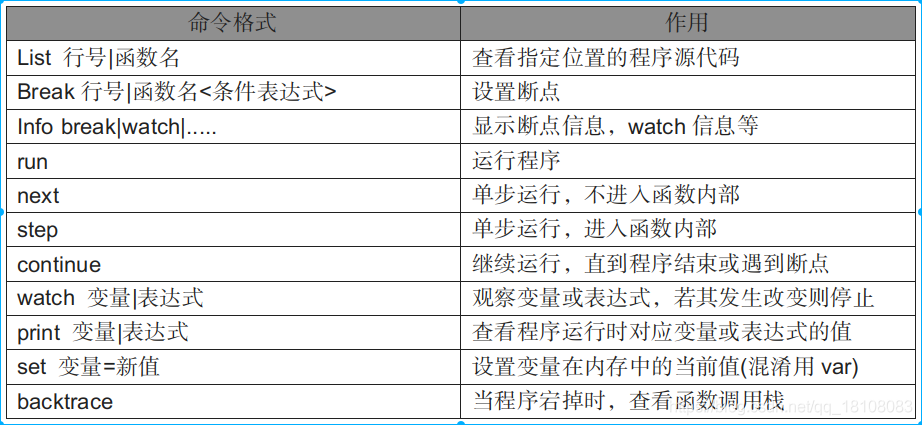 命令格式 作用
List 行号|函数名 查看指定位置的程序源代码
Break 行号|函数名<条件表达式> 设置断点
Info break|watch|..... 显示断点信息，watch 信息等
run 运行程序
next 单步运行，不进入函数内部
step 单步运行，进入函数内部
continue 继续运行，直到程序结束或遇到断点
watch 变量|表达式 观察变量或表达式，若其发生改变则停止
print 变量|表达式 查看程序运行时对应变量或表达式的值
set 变量=新值 设置变量在内存中的当前值(混淆用 var)
backtrace 当程序宕掉时，查看函数调用栈